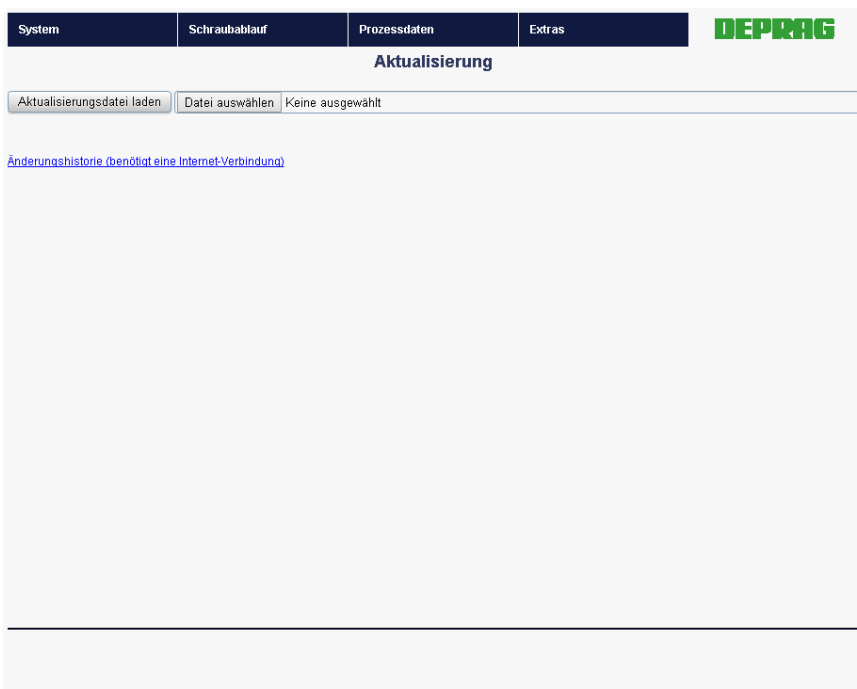 System Schraubablauf Prozessdaten Extras DEPRAG
Aktualisierung
Aktualisierungsdatei laden Datei auswählen Keine ausgewählt
Änderungshistorie (benötigt eine Internet-Verbindung)